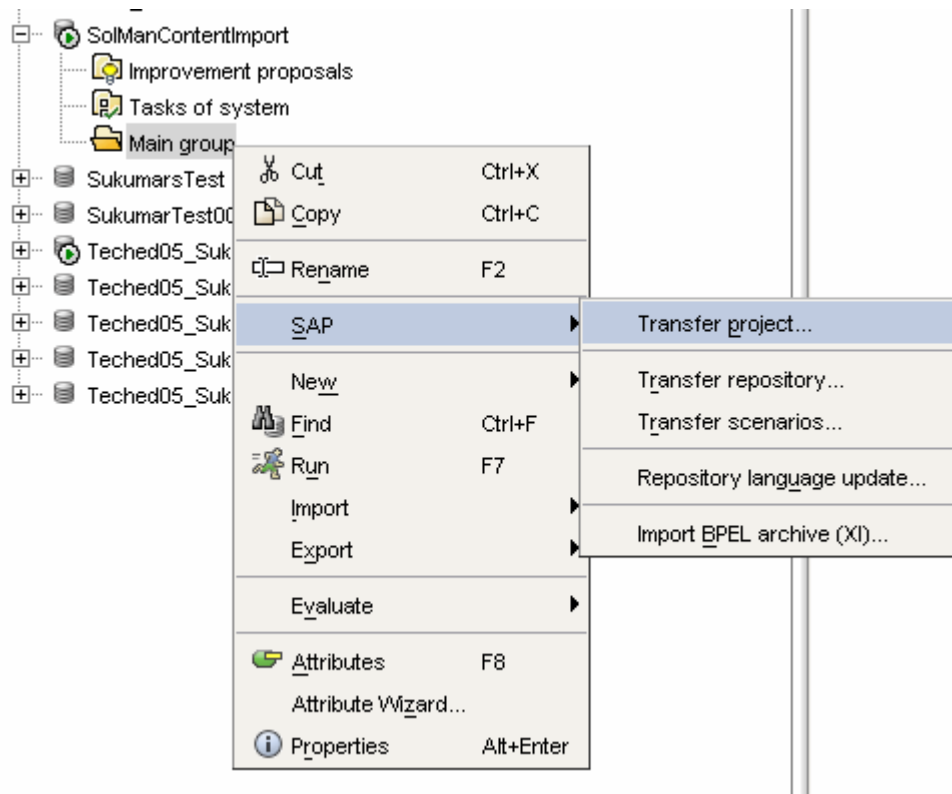 SolManContentImport
Improvement proposals
Tasks of system
Main group
SukumarsTest
SukumarTest00
Teched05_Suk
Teched05_Suk
Teched05_Suk
Teched05_Suk
Teched05_Suk
Cut Ctrl+X
Copy Ctrl+C
Rename F2
SAP
New
Find Ctrl+F
Run F7
Import
Export
Evaluate
Attributes F8
Attribute Wizard...
Properties Alt+Enter
Transfer project...
Transfer repository...
Transfer scenarios...
Repository language update...
Import BPEL archive (XI)...